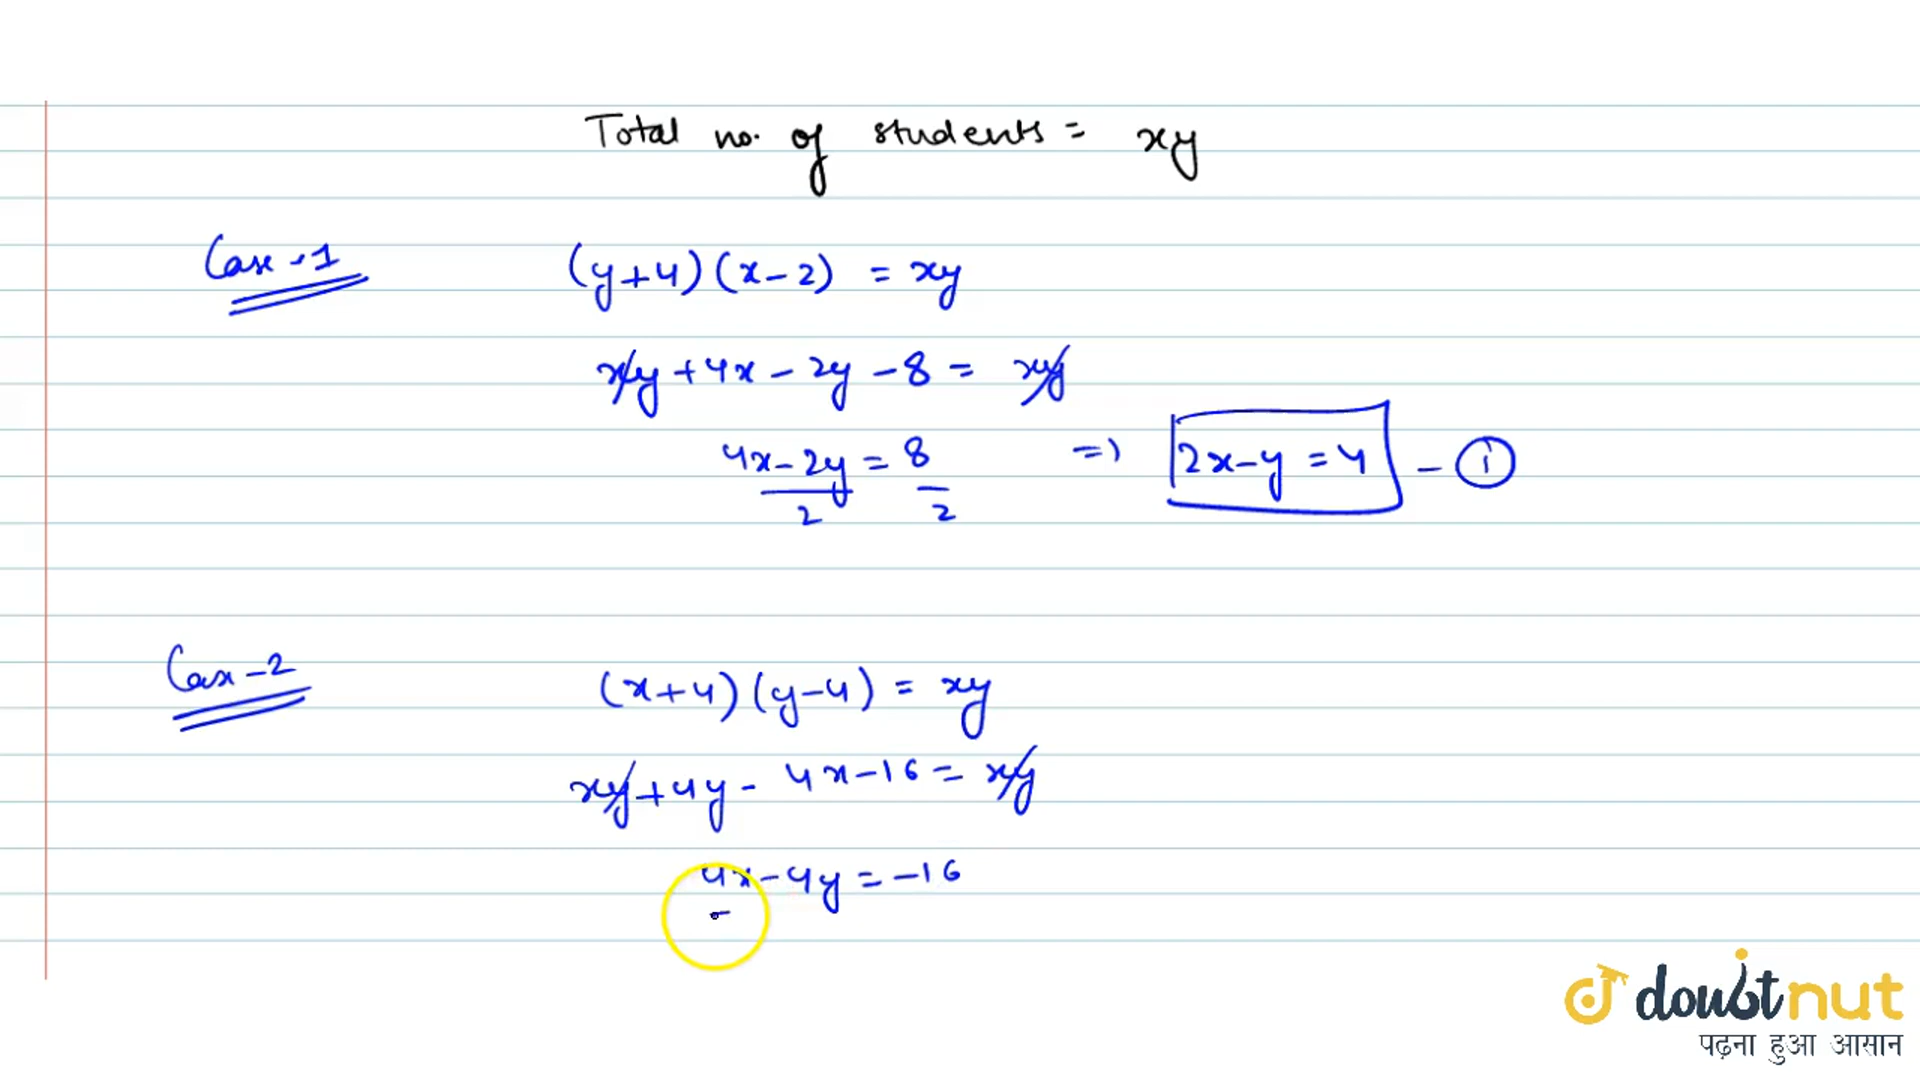 Total no. of students = xy
Case-1 (y+4)(x-2) = xy
xy + 4x - 2y - 8 = xy
4x-2y/2 = 8/2 => 2x-y = 4 - ①
Case-2 (x+4)(y-4) = xy
xy + 4y - 4x - 16 = xy
4x - 4y = -16
doubtnut
पढ़ना हुआ आसान